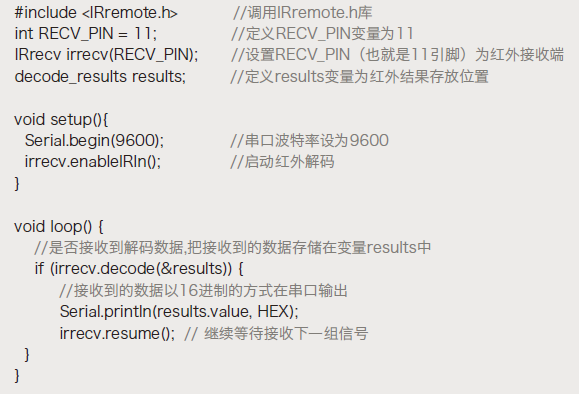 #include <IRremote.h> //调用IRremote.h库
int RECV_PIN = 11; //定义RECV_PIN变量为11
IRrecv irrecv(RECV_PIN); //设置RECV_PIN（也就是11引脚）为红外接收端
decode_results results; //定义results变量为红外结果存放位置
void setup(){
Serial.begin(9600); //串口波特率设为9600
irrecv.enableIRIn(); //启动红外解码
}
void loop() {
//是否接收到解码数据,把接收到的数据存储在变量results中
if (irrecv.decode(&results)) {
//接收到的数据以16进制的方式在串口输出
Serial.println(results.value, HEX);
irrecv.resume(); // 继续等待接收下一组信号
}
}